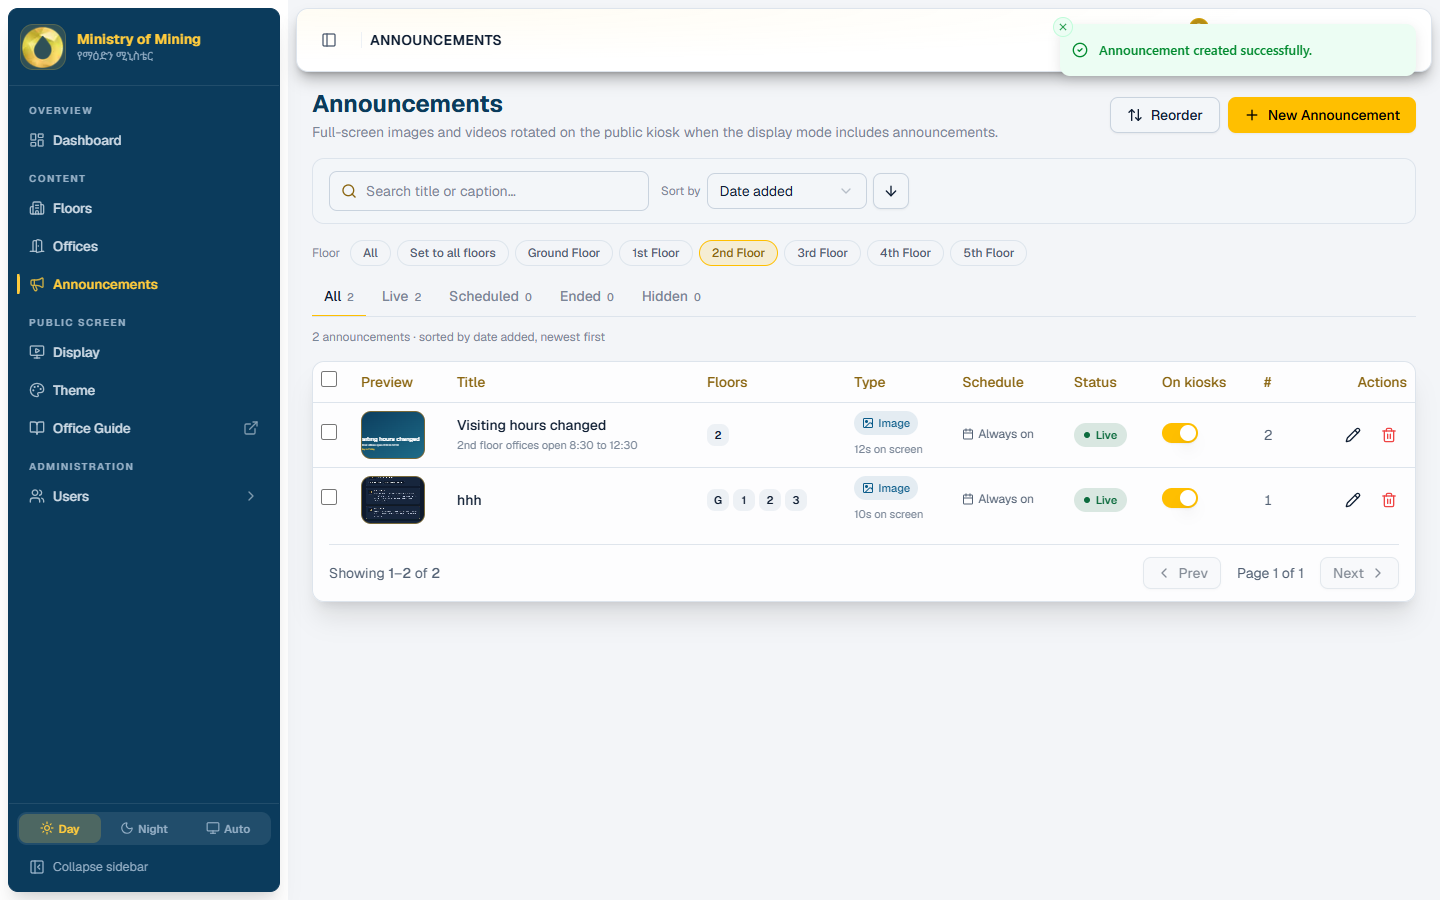 Ministry of Mining
የማዕድን ሚኒስቴር
OVERVIEW
Dashboard
CONTENT
Floors
Offices
Announcements
PUBLIC SCREEN
Display
Theme
Office Guide
ADMINISTRATION
Users
Day Night Auto
Collapse sidebar
ANNOUNCEMENTS
Announcement created successfully.
Announcements
Full-screen images and videos rotated on the public kiosk when the display mode includes announcements.
Reorder
New Announcement
Search title or caption...
Sort by Date added
Floor All Set to all floors Ground Floor 1st Floor 2nd Floor 3rd Floor 4th Floor 5th Floor
All 2 Live 2 Scheduled 0 Ended 0 Hidden 0
2 announcements · sorted by date added, newest first
Preview Title Floors Type Schedule Status On kiosks # Actions
Visiting hours changed
2nd floor offices open 8:30 to 12:30
2
Image
12s on screen
Always on
Live
2
hhh
G 1 2 3
Image
10s on screen
Always on
Live
1
Showing 1–2 of 2
Prev Page 1 of 1 Next